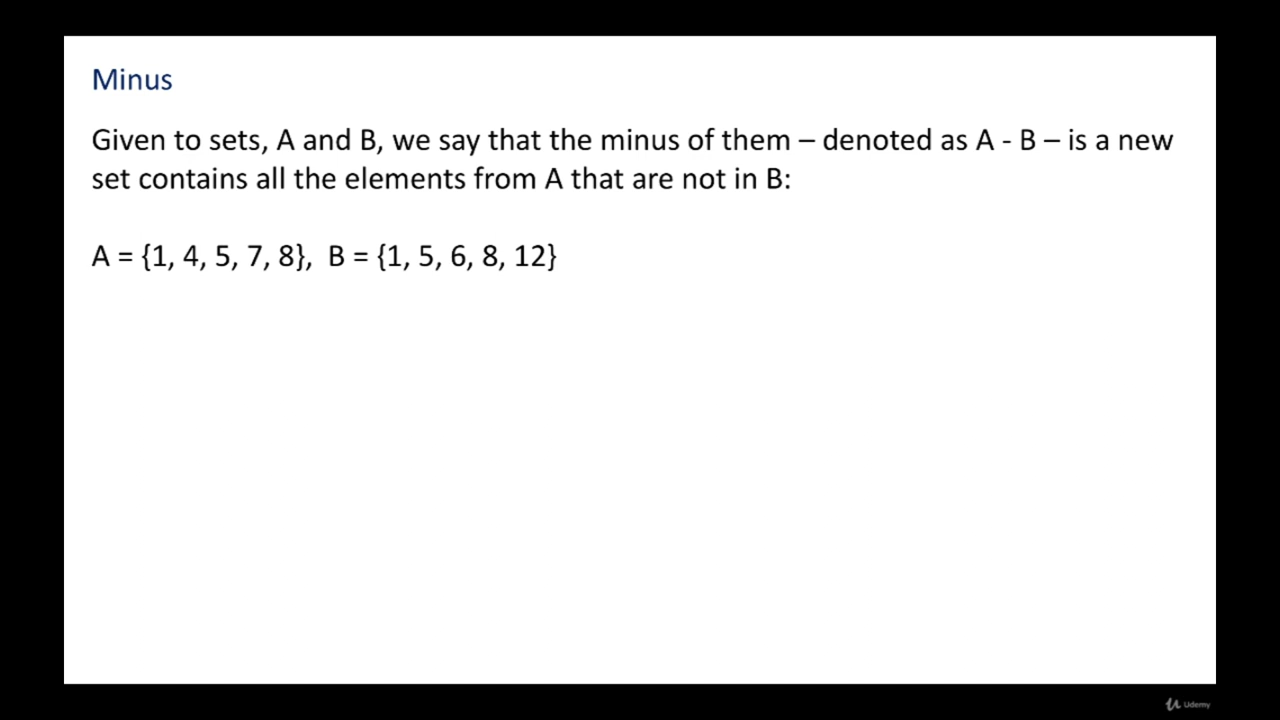 Minus
Given to sets, A and B, we say that the minus of them – denoted as A - B – is a new
set contains all the elements from A that are not in B:
A = {1, 4, 5, 7, 8}, B = {1, 5, 6, 8, 12}
Udemy